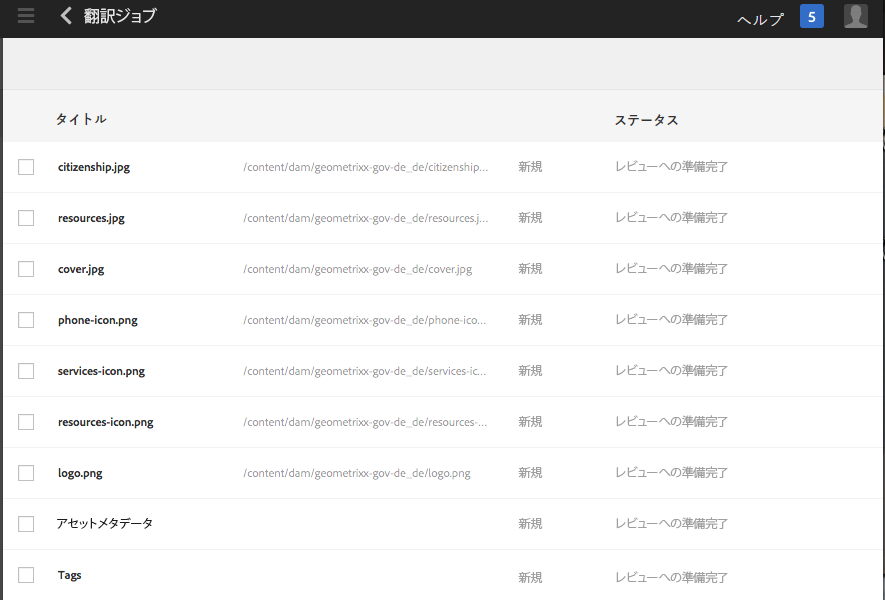 翻訳ジョブ ヘルプ 5
タイトル ステータス
citizenship.jpg /content/dam/geometrixx-gov-de_de/citizenship... 新規 レビューへの準備完了
resources.jpg /content/dam/geometrixx-gov-de_de/resources.j... 新規 レビューへの準備完了
cover.jpg /content/dam/geometrixx-gov-de_de/cover.jpg 新規 レビューへの準備完了
phone-icon.png /content/dam/geometrixx-gov-de_de/phone-ico... 新規 レビューへの準備完了
services-icon.png /content/dam/geometrixx-gov-de_de/services-ic... 新規 レビューへの準備完了
resources-icon.png /content/dam/geometrixx-gov-de_de/resources-... 新規 レビューへの準備完了
logo.png /content/dam/geometrixx-gov-de_de/logo.png 新規 レビューへの準備完了
アセットメタデータ 新規 レビューへの準備完了
Tags 新規 レビューへの準備完了